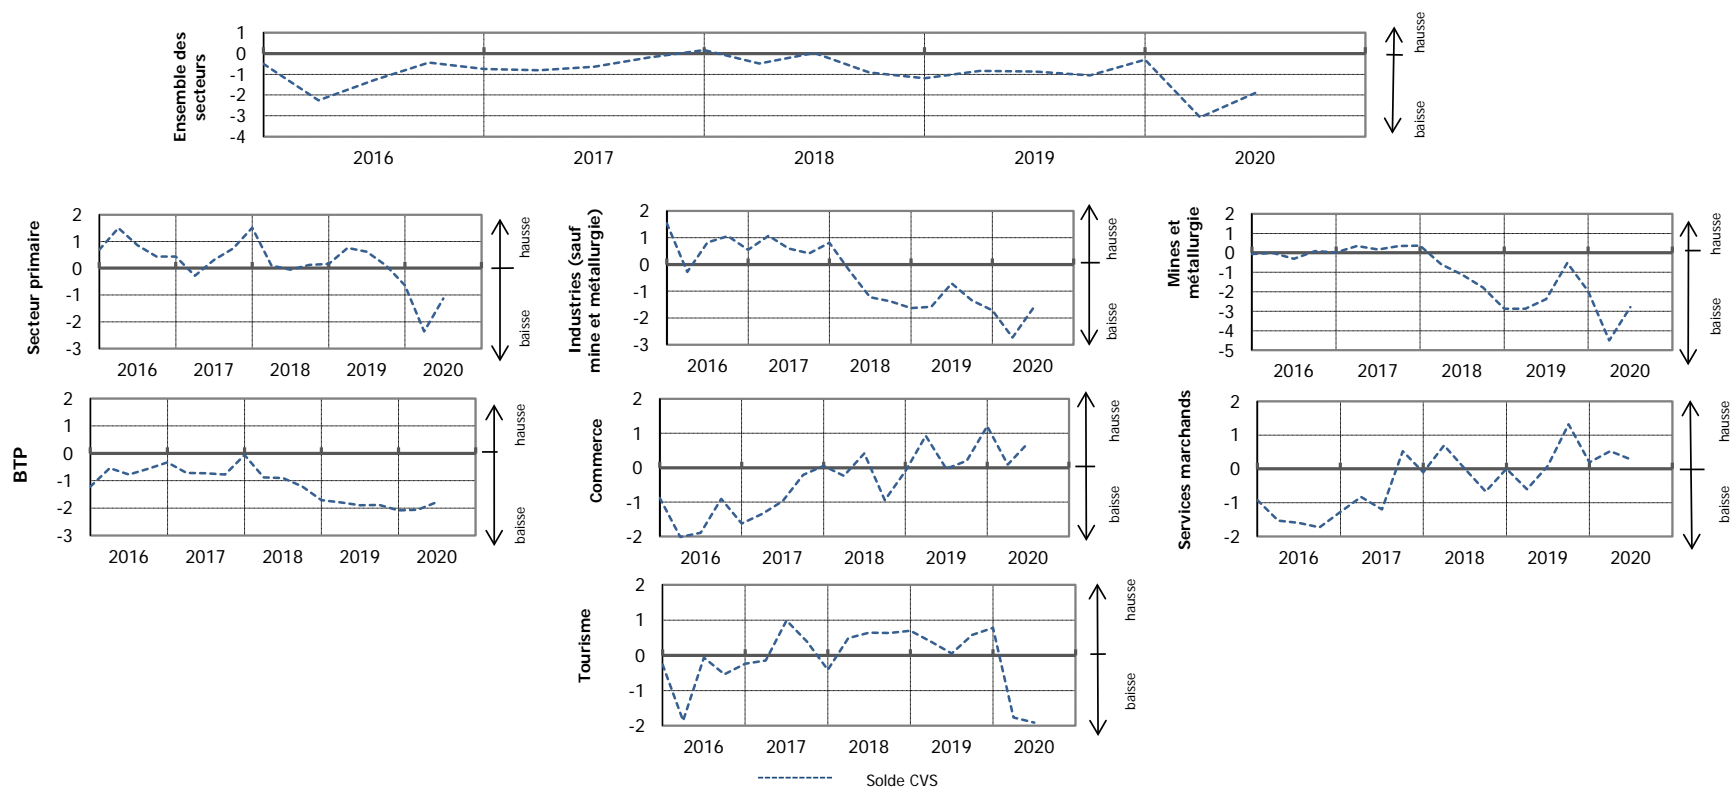 Ensemble des
secteurs
1
0
-1
-2
-3
-4
2016 2017 2018 2019 2020
hausse
baisse
Secteur primaire
2
1
0
-1
-2
-3
2016 2017 2018 2019 2020
hausse
baisse
Industries (sauf
mine et métallurgie)
2
1
0
-1
-2
-3
2016 2017 2018 2019 2020
hausse
baisse
Mines et
métallurgie
2
1
0
-1
-2
-3
-4
-5
2016 2017 2018 2019 2020
hausse
baisse
BTP
2
1
0
-1
-2
-3
2016 2017 2018 2019 2020
hausse
baisse
Commerce
2
1
0
-1
-2
2016 2017 2018 2019 2020
hausse
baisse
Services marchands
2
1
0
-1
-2
2016 2017 2018 2019 2020
hausse
baisse
Tourisme
2
1
0
-1
-2
2016 2017 2018 2019 2020
hausse
baisse
Solde CVS